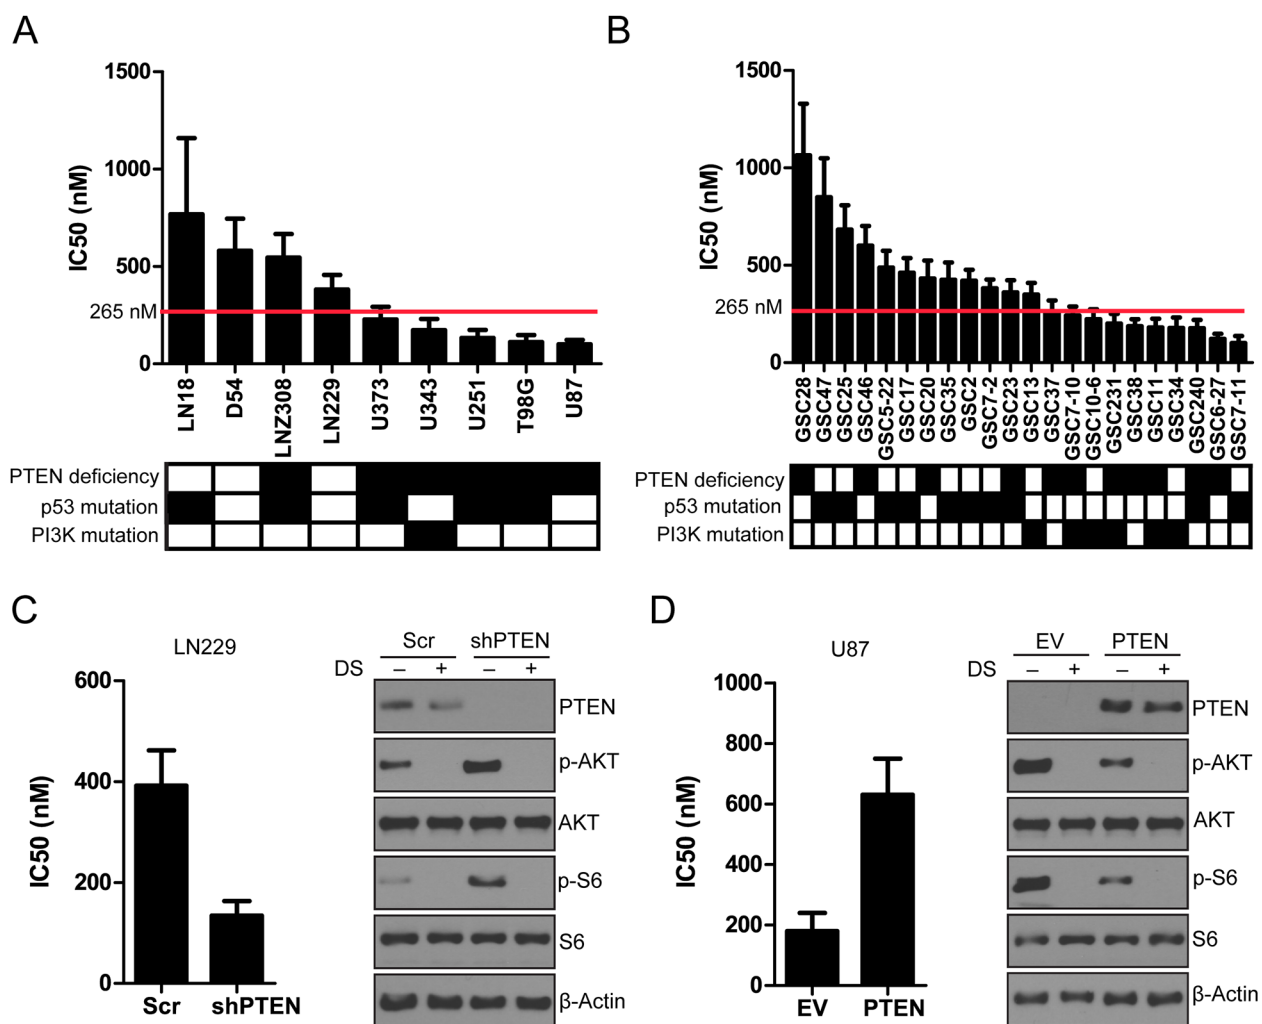 A
B
1500
1000
500
265 nM
0
IC50 (nM)
LN18
D54
LNZ308
LN229
U373
U343
U251
T98G
U87
PTEN deficiency
p53 mutation
PI3K mutation
1500
1000
500
265 nM
0
IC50 (nM)
GSC28
GSC47
GSC25
GSC46
GSC5-22
GSC17
GSC20
GSC35
GSC2
GSC7-2
GSC23
GSC13
GSC37
GSC7-10
GSC10-6
GSC231
GSC38
GSC11
GSC34
GSC240
GSC6-27
GSC7-11
PTEN deficiency
p53 mutation
PI3K mutation
C
LN229
600
400
200
0
IC50 (nM)
Scr shPTEN
Scr shPTEN
DS – + – +
PTEN
p-AKT
AKT
p-S6
S6
β-Actin
D
U87
1000
800
600
400
200
0
IC50 (nM)
EV PTEN
EV PTEN
DS – + – +
PTEN
p-AKT
AKT
p-S6
S6
β-Actin